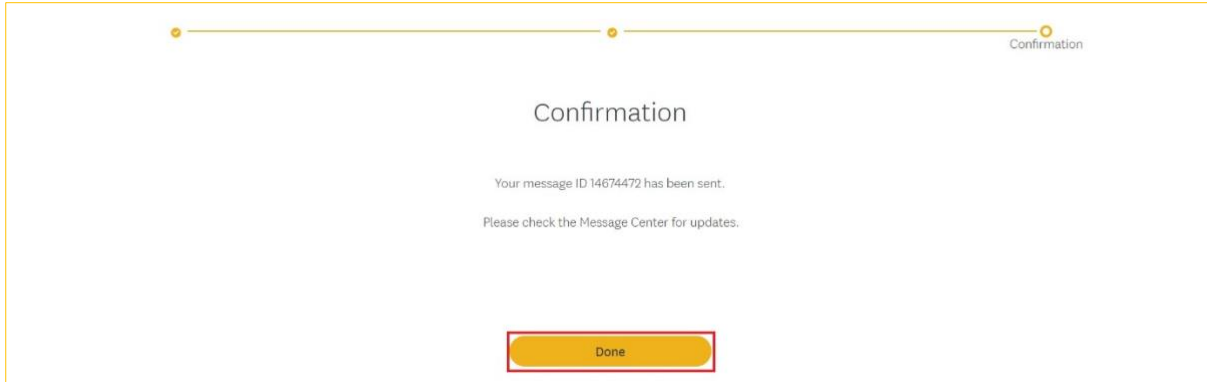 Confirmation
Confirmation
Your message ID 14674472 has been sent.
Please check the Message Center for updates.
Done